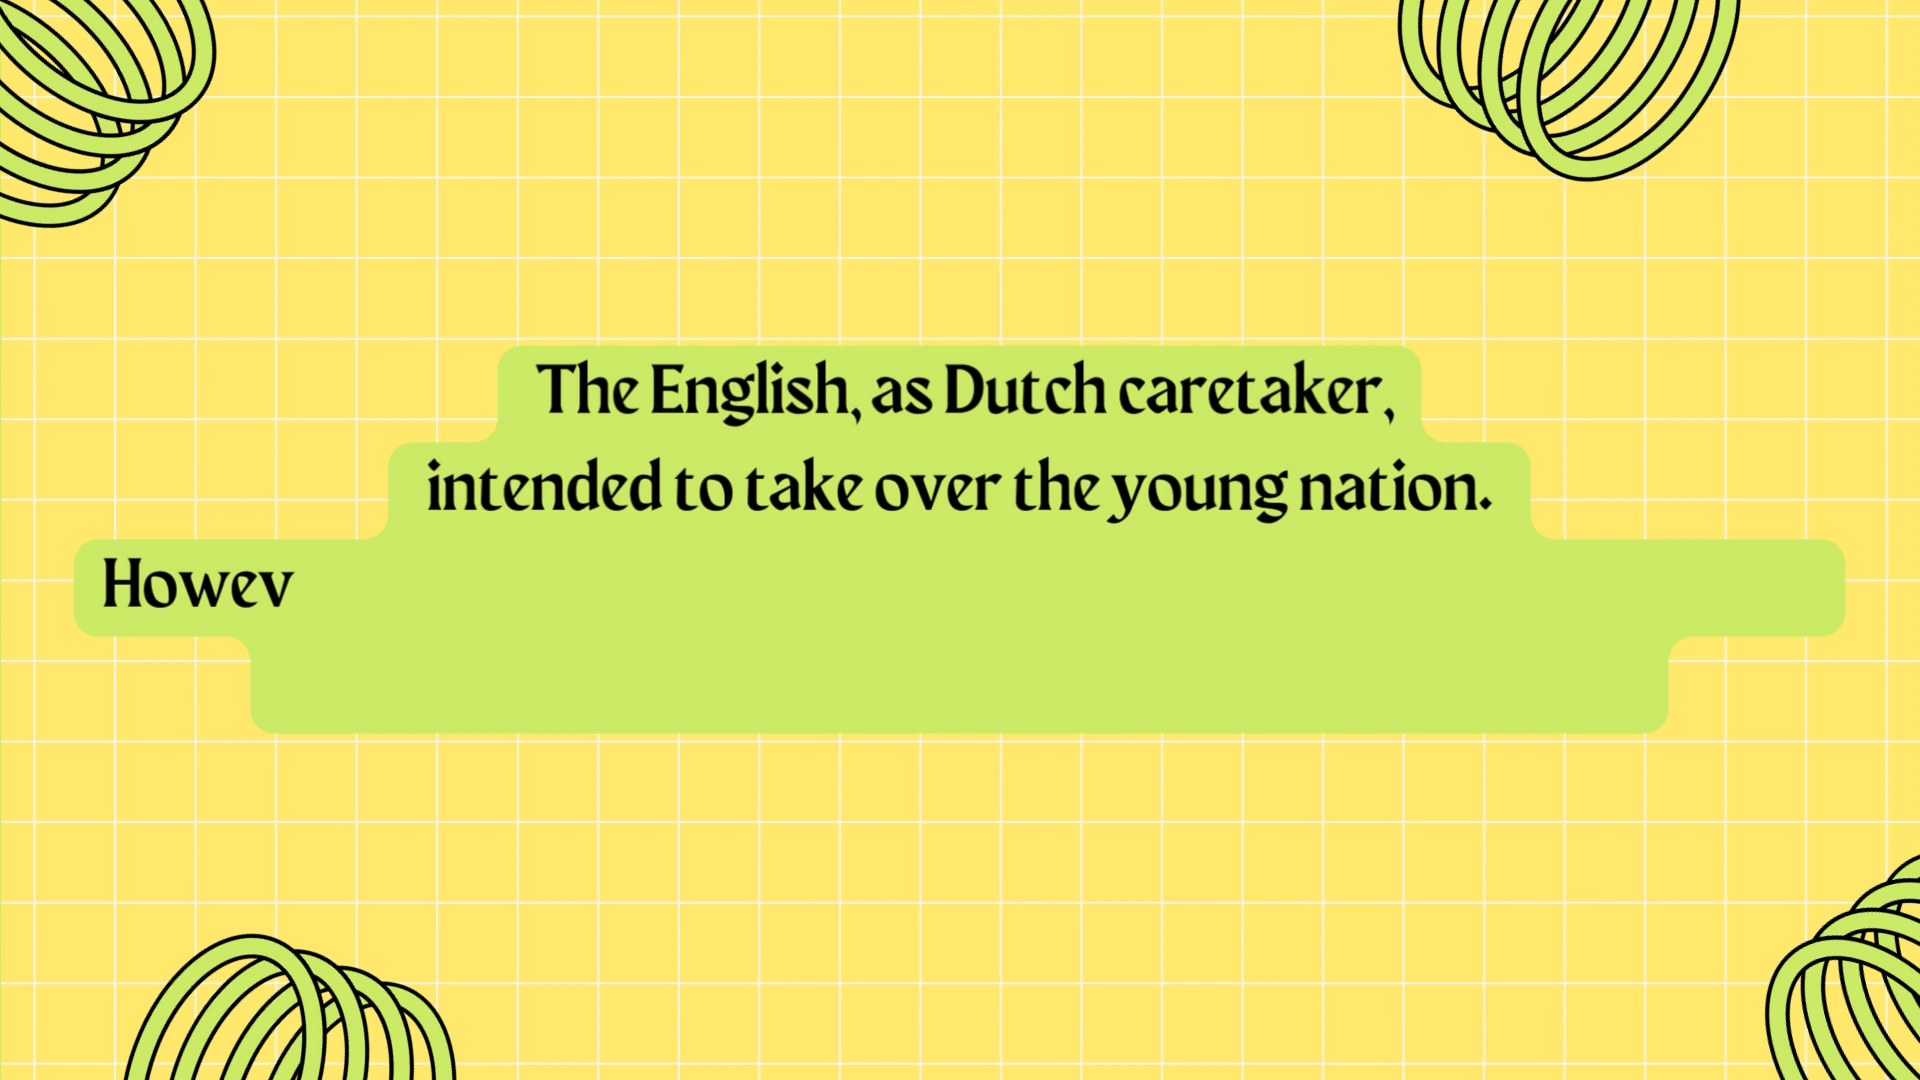 The English, as Dutch caretaker,
intended to take over the young nation.
Howev